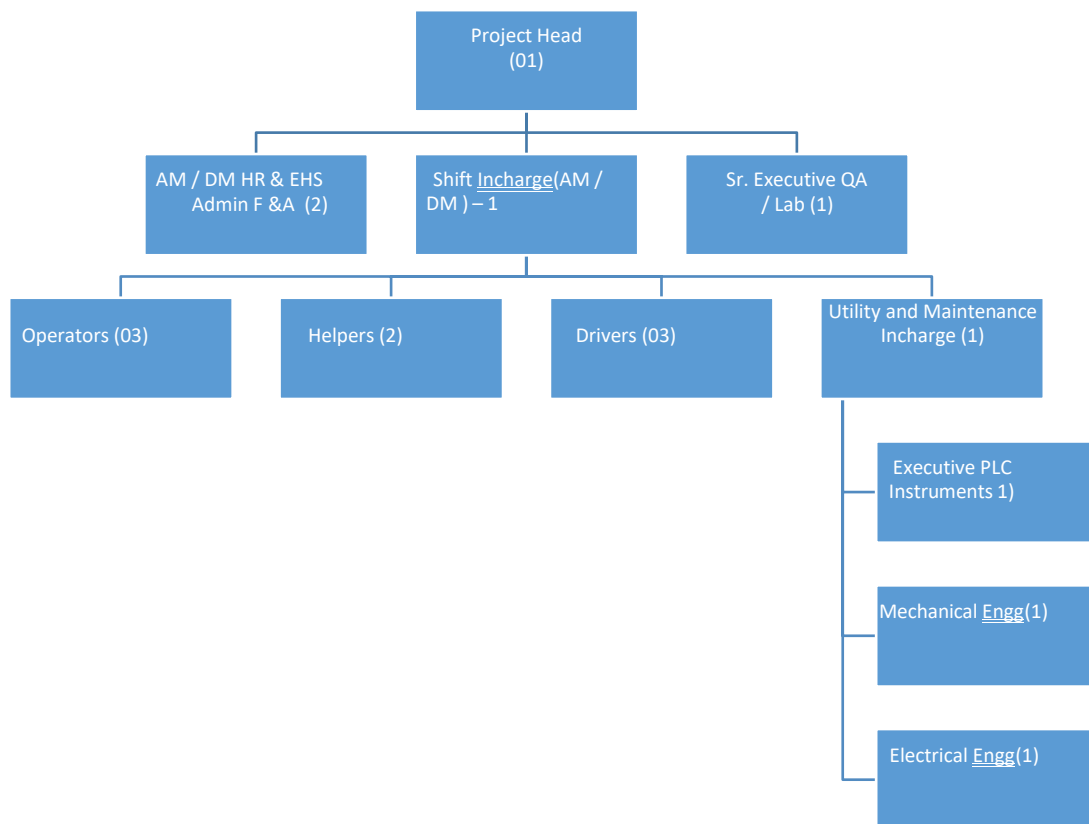 Project Head
(01)
AM / DM HR & EHS
Admin F &A (2)
Shift Incharge(AM /
DM ) – 1
Sr. Executive QA
/ Lab (1)
Operators (03)
Helpers (2)
Drivers (03)
Utility and Maintenance
Incharge (1)
Executive PLC
Instruments 1)
Mechanical Engg(1)
Electrical Engg(1)